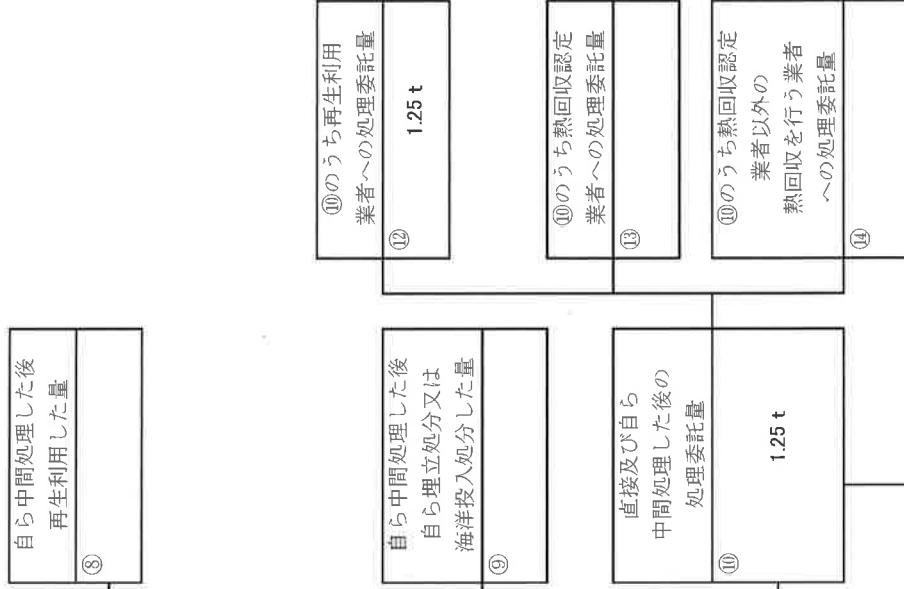 自ら中間処理した後
再生利用した量
⑧
自ら中間処理した後
自ら埋立処分又は
海洋投入処分した量
⑨
直接及び自ら
中間処理した後の
処理委託量
⑩
1.25 t
⑩のうち再生利用
業者への処理委託量
⑫
1.25 t
⑩のうち熱回収認定
業者への処理委託量
⑬
⑩のうち熱回収認定
業者以外の
熱回収を行う業者
への処理委託量
⑭